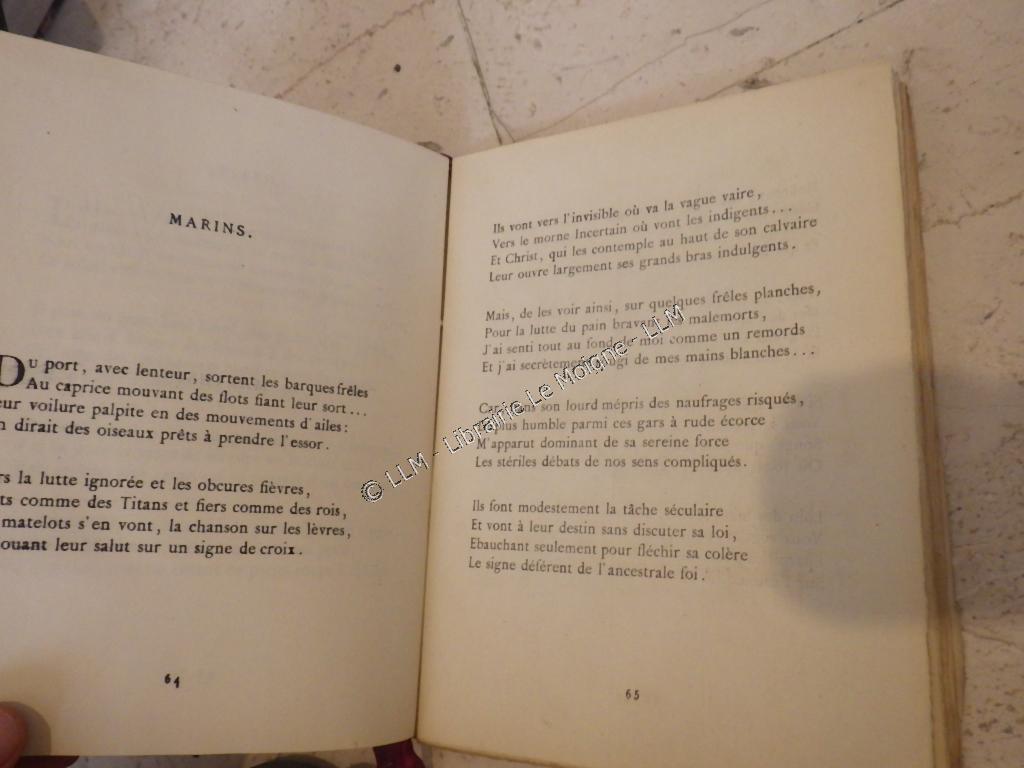 MARINS.
DU port, avec lenteur, sortent les barques frêles
Au caprice mouvant des flots fiant leur sort...
eur voilure palpite en des mouvements d'ailes:
n dirait des oiseaux prêts à prendre l'essor.
rs la lutte ignorée et les obcures fièvres,
ts comme des Titans et fiers comme des rois,
matelots s'en vont, la chanson sur les lèvres,
ouant leur salut sur un signe de croix.
64
Ils vont vers l'invisible où va la vague vaire,
Vers le morne Incertain où vont les indigents...
Et Christ, qui les contemple au haut de son calvaire
Leur ouvre largement ses grands bras indulgents.
Mais, de les voir ainsi, sur quelques frêles planches,
Pour la lutte du pain braver malemorts,
J'ai senti tout au fond de moi comme un remords
Et j'ai secrètement rougi de mes mains blanches...
Car dans son lourd mépris des naufrages risqués,
plus humble parmi ces gars à rude écorce
M'apparut dominant de sa sereine force
Les stériles débats de nos sens compliqués.
Ils font modestement la tâche séculaire
Et vont à leur destin sans discuter sa loi,
Ebauchant seulement pour fléchir sa colère
Le signe déférent de l'ancestrale foi.
65
© LLM - Librairie Le Moigne - LLM